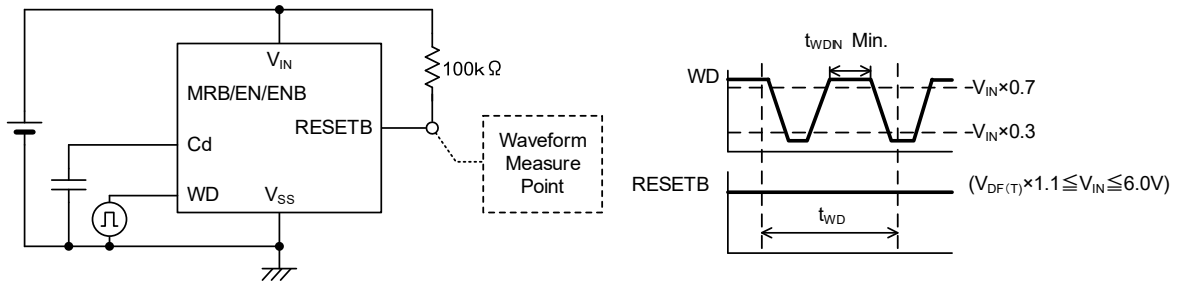 V_IN
MRB/EN/ENB
RESETB
Cd
WD
V_SS
100kΩ
Waveform
Measure
Point
t_WDIN Min.
WD
V_IN×0.7
V_IN×0.3
RESETB
(V_DF(T)×1.1≦V_IN≦6.0V)
t_WD